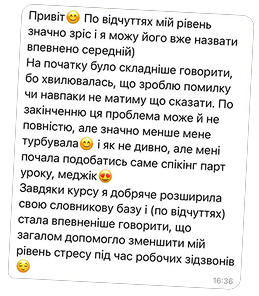 Привіт😊 По відчуттях мій рівень
значно зріс і я можу його вже назвати
впевнено середній)
На початку було складніше говорити,
бо хвилювалась, що зроблю помилку
бо чи навпаки не матиму що сказати. По
закінченню ця проблема може й не
повністю, але значно менше мене
турбувала😊 і як не дивно, але мені
почала подобатись саме спікінг парт
уроку, меджік😍
Завдяки курсу я добряче розширила
свою словникову базу і (по відчуттях)
стала впевненіше говорити, що
загалом допомогло зменшити мій
рівень стресу під час робочих зідзвонів
😌
16:36